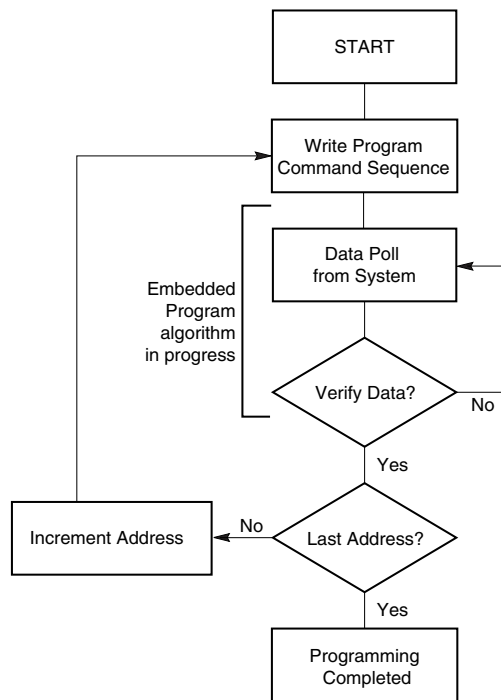 START
Write Program
Command Sequence
Data Poll
from System
Embedded
Program
algorithm
in progress
Verify Data?
No
Yes
No
Increment Address
Last Address?
Yes
Programming
Completed